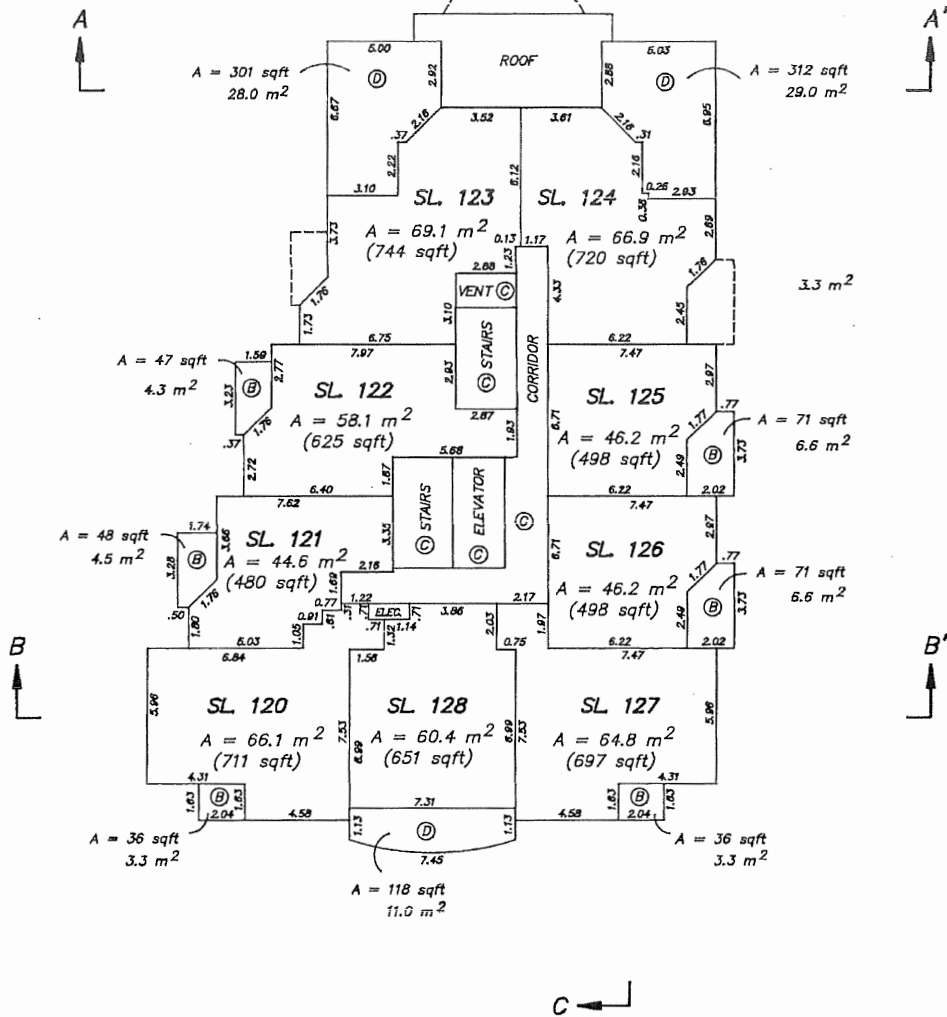 A
A'
5.00
5.03
ROOF
A = 301 sqft
28.0 m²
D
2.92
2.88
D
A = 312 sqft
29.0 m²
6.67
6.95
2.16
2.16
.37
.31
3.52
3.61
2.22
2.16
3.10
0.26
2.93
0.38
6.12
SL. 123
SL. 124
A = 69.1 m²
(744 sqft)
A = 66.9 m²
(720 sqft)
3.73
2.69
0.13
1.17
1.23
2.88
VENT C
1.76
1.76
3.3 m²
4.33
1.73
3.10
2.45
STAIRS
C
CORRIDOR
6.75
7.97
6.22
7.47
A = 47 sqft
4.3 m²
1.59
2.77
3.23
B
1.76
.37
2.72
SL. 122
A = 58.1 m²
(625 sqft)
2.93
2.87
1.93
SL. 125
A = 46.2 m²
(498 sqft)
6.71
2.97
.77
1.77
2.49
B
3.73
2.02
A = 71 sqft
6.6 m²
5.68
1.87
6.40
7.62
6.22
7.47
STAIRS
C
ELEVATOR
C
C
3.35
A = 48 sqft
4.5 m²
1.74
3.66
3.28
B
1.76
.50
1.80
SL. 121
A = 44.6 m²
(480 sqft)
SL. 126
A = 46.2 m²
(498 sqft)
6.71
2.97
.77
1.77
2.49
B
3.73
2.02
A = 71 sqft
6.6 m²
2.16
1.69
0.77
1.22
.31
.71
ELEC.
.71
3.86
2.17
0.91
.61
1.05
.71
1.14
1.32
2.03
1.97
B
B'
6.03
6.84
1.56
0.75
6.22
7.47
5.96
SL. 120
A = 66.1 m²
(711 sqft)
7.53
6.99
SL. 128
A = 60.4 m²
(651 sqft)
6.99
7.53
SL. 127
A = 64.8 m²
(697 sqft)
5.96
4.31
4.31
1.63
B
1.63
2.04
4.58
7.31
1.13
D
1.13
7.45
4.58
1.63
B
1.63
2.04
A = 36 sqft
3.3 m²
A = 36 sqft
3.3 m²
A = 118 sqft
11.0 m²
C